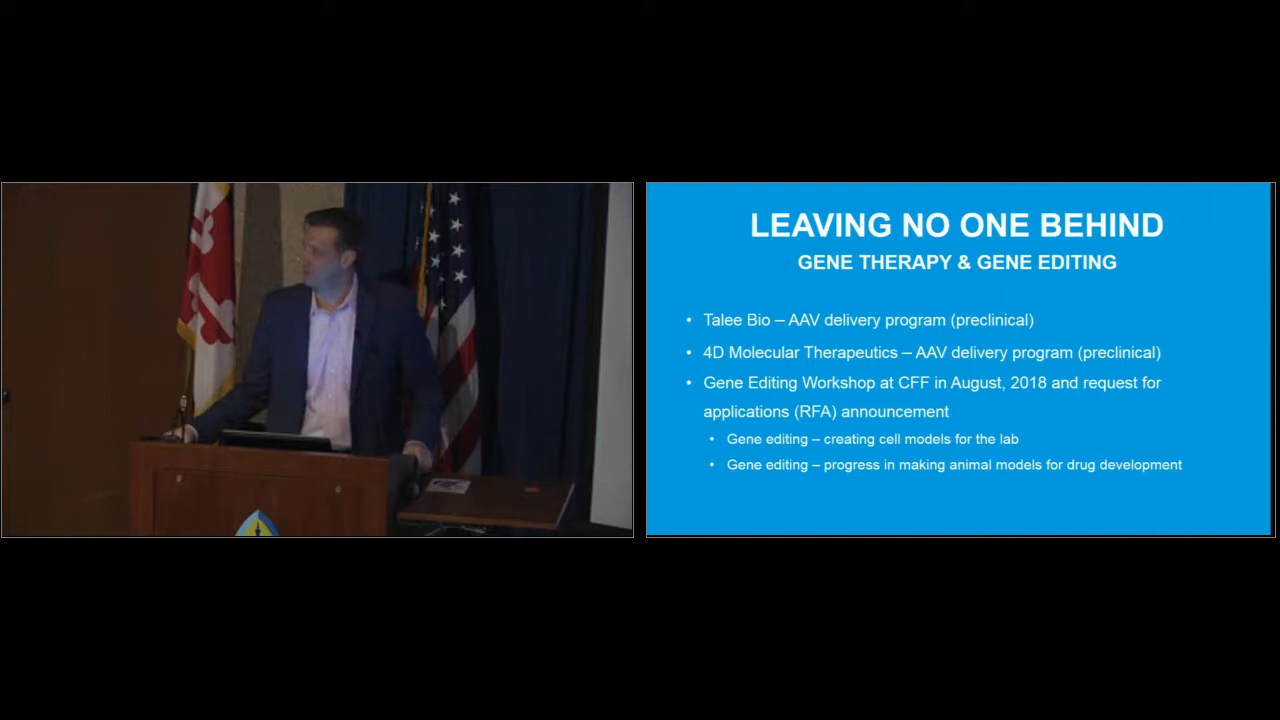 LEAVING NO ONE BEHIND
GENE THERAPY & GENE EDITING
• Talee Bio – AAV delivery program (preclinical)
• 4D Molecular Therapeutics – AAV delivery program (preclinical)
• Gene Editing Workshop at CFF in August, 2018 and request for
applications (RFA) announcement
• Gene editing – creating cell models for the lab
• Gene editing – progress in making animal models for drug development